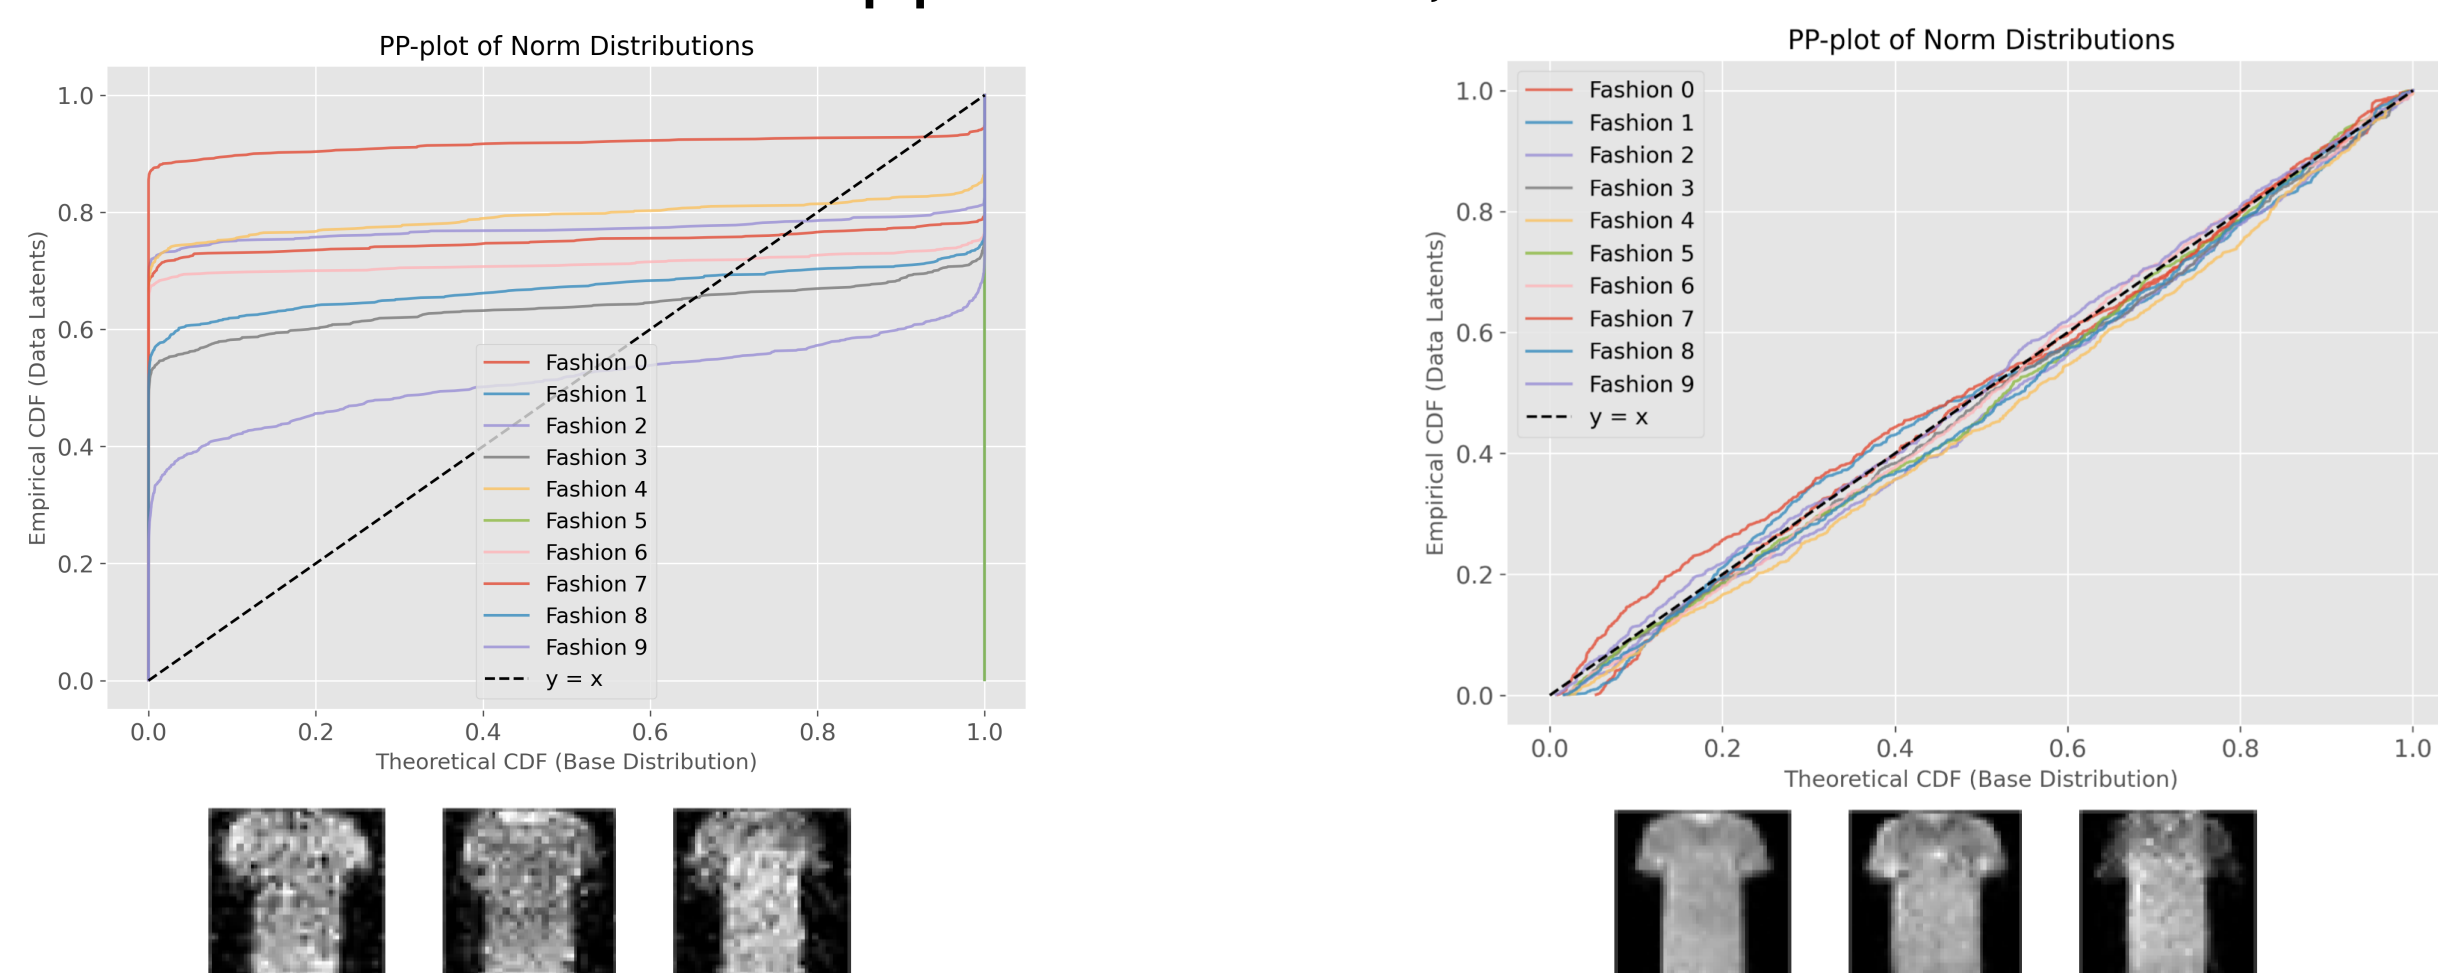 PP-plot of Norm Distributions
1.0
0.8
0.6
0.4
0.2
0.0
Empirical CDF (Data Latents)
Fashion 0
Fashion 1
Fashion 2
Fashion 3
Fashion 4
Fashion 5
Fashion 6
Fashion 7
Fashion 8
Fashion 9
y = x
0.0 0.2 0.4 0.6 0.8 1.0
Theoretical CDF (Base Distribution)
PP-plot of Norm Distributions
1.0
0.8
0.6
0.4
0.2
0.0
Empirical CDF (Data Latents)
Fashion 0
Fashion 1
Fashion 2
Fashion 3
Fashion 4
Fashion 5
Fashion 6
Fashion 7
Fashion 8
Fashion 9
y = x
0.0 0.2 0.4 0.6 0.8 1.0
Theoretical CDF (Base Distribution)